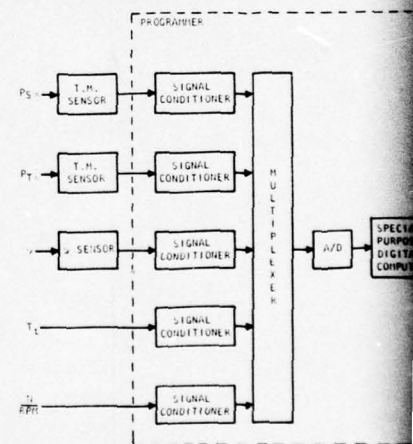 PROGRAMMER
PS
T.M.
SENSOR
SIGNAL
CONDITIONER
PT
T.M.
SENSOR
SIGNAL
CONDITIONER
SENSOR
SIGNAL
CONDITIONER
MULTIPLEXER
A/D
SPECIA
PURPOS
DIGITA
COMPUT
Tt
SIGNAL
CONDITIONER
N
RPM
SIGNAL
CONDITIONER